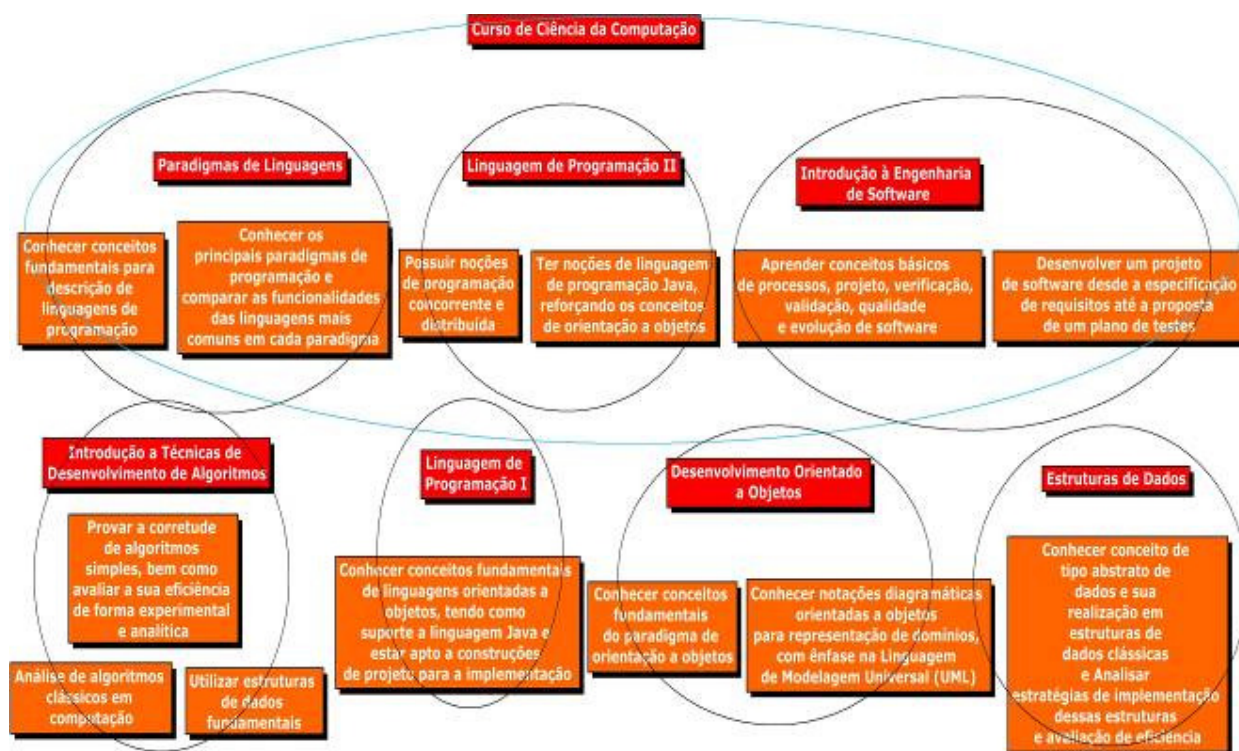 Curso de Ciência da Computação
Paradigmas de Linguagens
Conhecer conceitos
fundamentais para
descrição de
linguagens de
programação
Conhecer os
principais paradigmas de
programação e
comparar as funcionalidades
das linguagens mais
comuns em cada paradigma
Linguagem de Programação II
Possuir noções
de programação
concorrente e
distribuída
Ter noções de linguagem
de programação Java,
reforçando os conceitos
de orientação a objetos
Introdução à Engenharia
de Software
Aprender conceitos básicos
de processos, projeto, verificação,
validação, qualidade
e evolução de software
Desenvolver um projeto
de software desde a especificação
de requisitos até a proposta
de um plano de testes
Introdução a Técnicas de
Desenvolvimento de Algoritmos
Provar a corretude
de algoritmos
simples, bem como
avaliar a sua eficiência
de forma experimental
e analítica
Análise de algoritmos
clássicos em
computação
Utilizar estruturas
de dados
fundamentais
Linguagem de
Programação I
Conhecer conceitos fundamentais
de linguagens orientadas a
objetos, tendo como
suporte a linguagem Java e
estar apto a construções
de projeto para a implementação
Desenvolvimento Orientado
a Objetos
Conhecer conceitos
fundamentais
do paradigma de
orientação a objetos
Conhecer notações diagramáticas
orientadas a objetos
para representação de domínios,
com ênfase na Linguagem
de Modelagem Universal (UML)
Estruturas de Dados
Conhecer conceito de
tipo abstrato de
dados e sua
realização em
estruturas de
dados clássicas
e Analisar
estratégias de implementação
dessas estruturas
e avaliação de eficiência